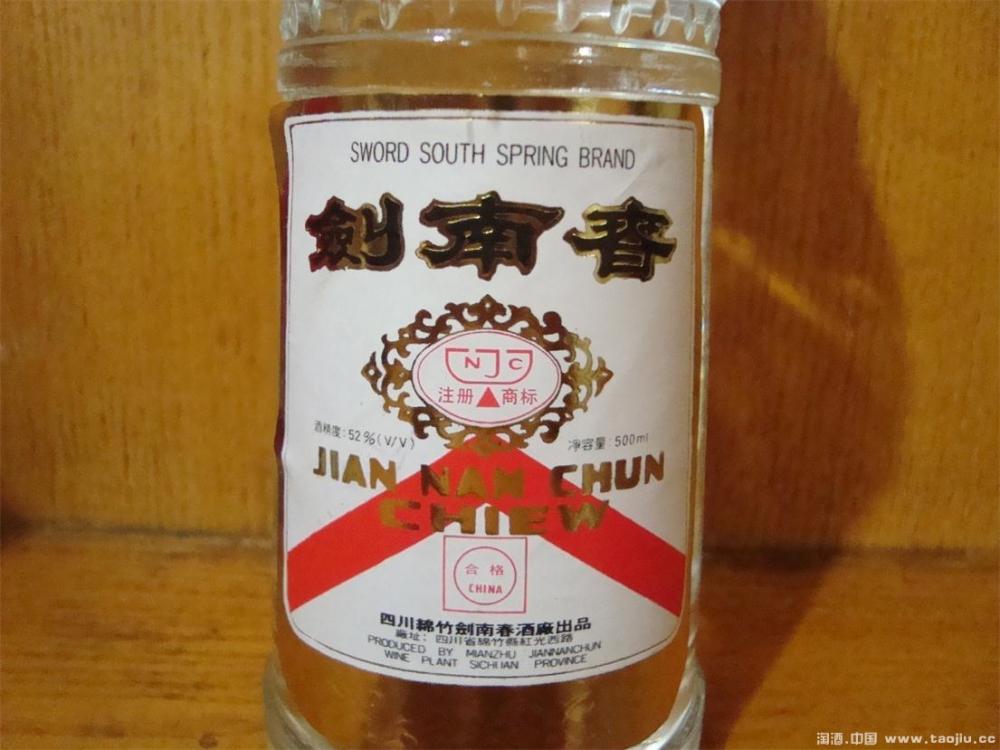 SWORD SOUTH SPRING BRAND
劍南春
NJC
注册 商标
酒精度:52%(V/V)
凈容量:500ml
JIAN NAN CHUN
CHIEW
合格
CHINA
四川綿竹劍南春酒廠出品
廠址：四川省綿竹縣紅光西路
PRODUCED BY MIANZHU JIANNANCHUN
WINE PLANT SICHUAN PROVINCE
淘酒.中国 www.taojiu.cc